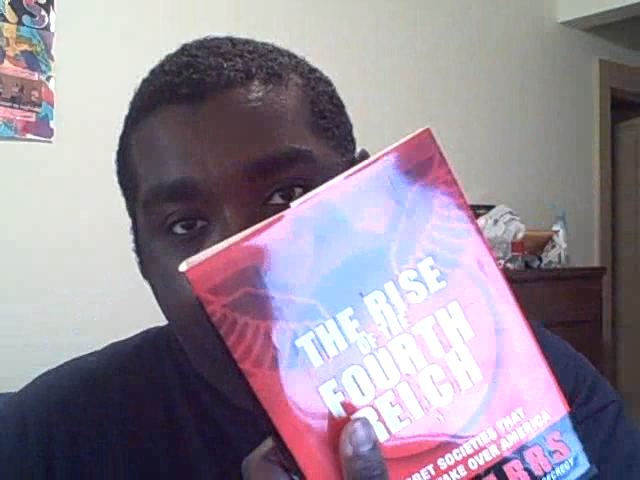 THE RISE
OF THE
FOURTH
REICH
SECRET SOCIETIES THAT
TAKE OVER AMERICA